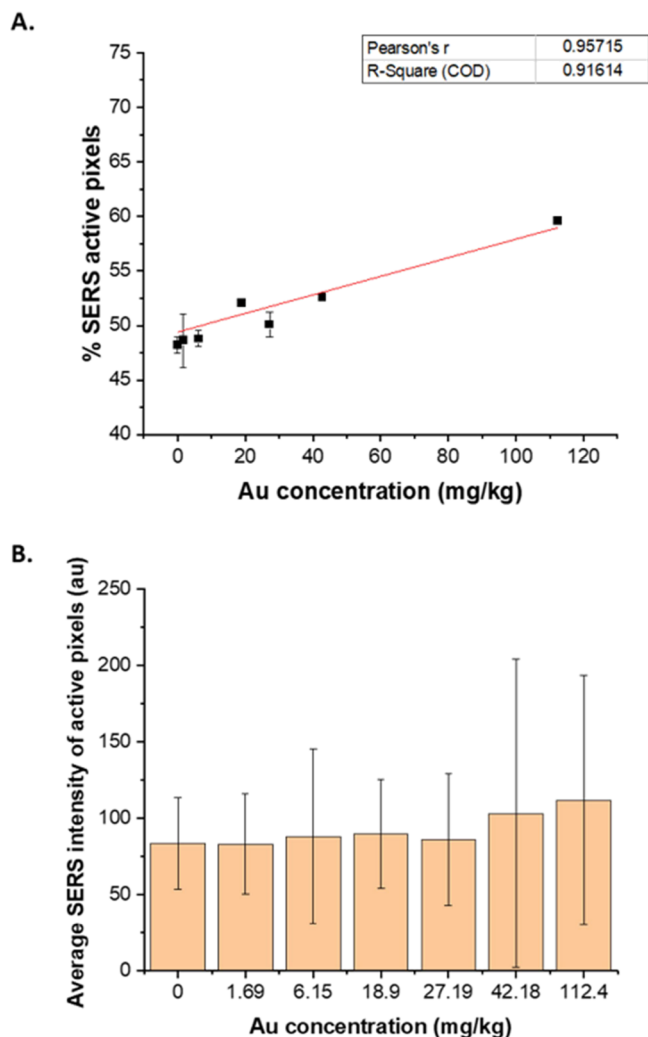 A.
Pearson's r 0.95715
R-Square (COD) 0.91614
% SERS active pixels
75
70
65
60
55
50
45
40
0 20 40 60 80 100 120
Au concentration (mg/kg)
B.
Average SERS intensity of active pixels (au)
250
200
150
100
50
0
0 1.69 6.15 18.9 27.19 42.18 112.4
Au concentration (mg/kg)